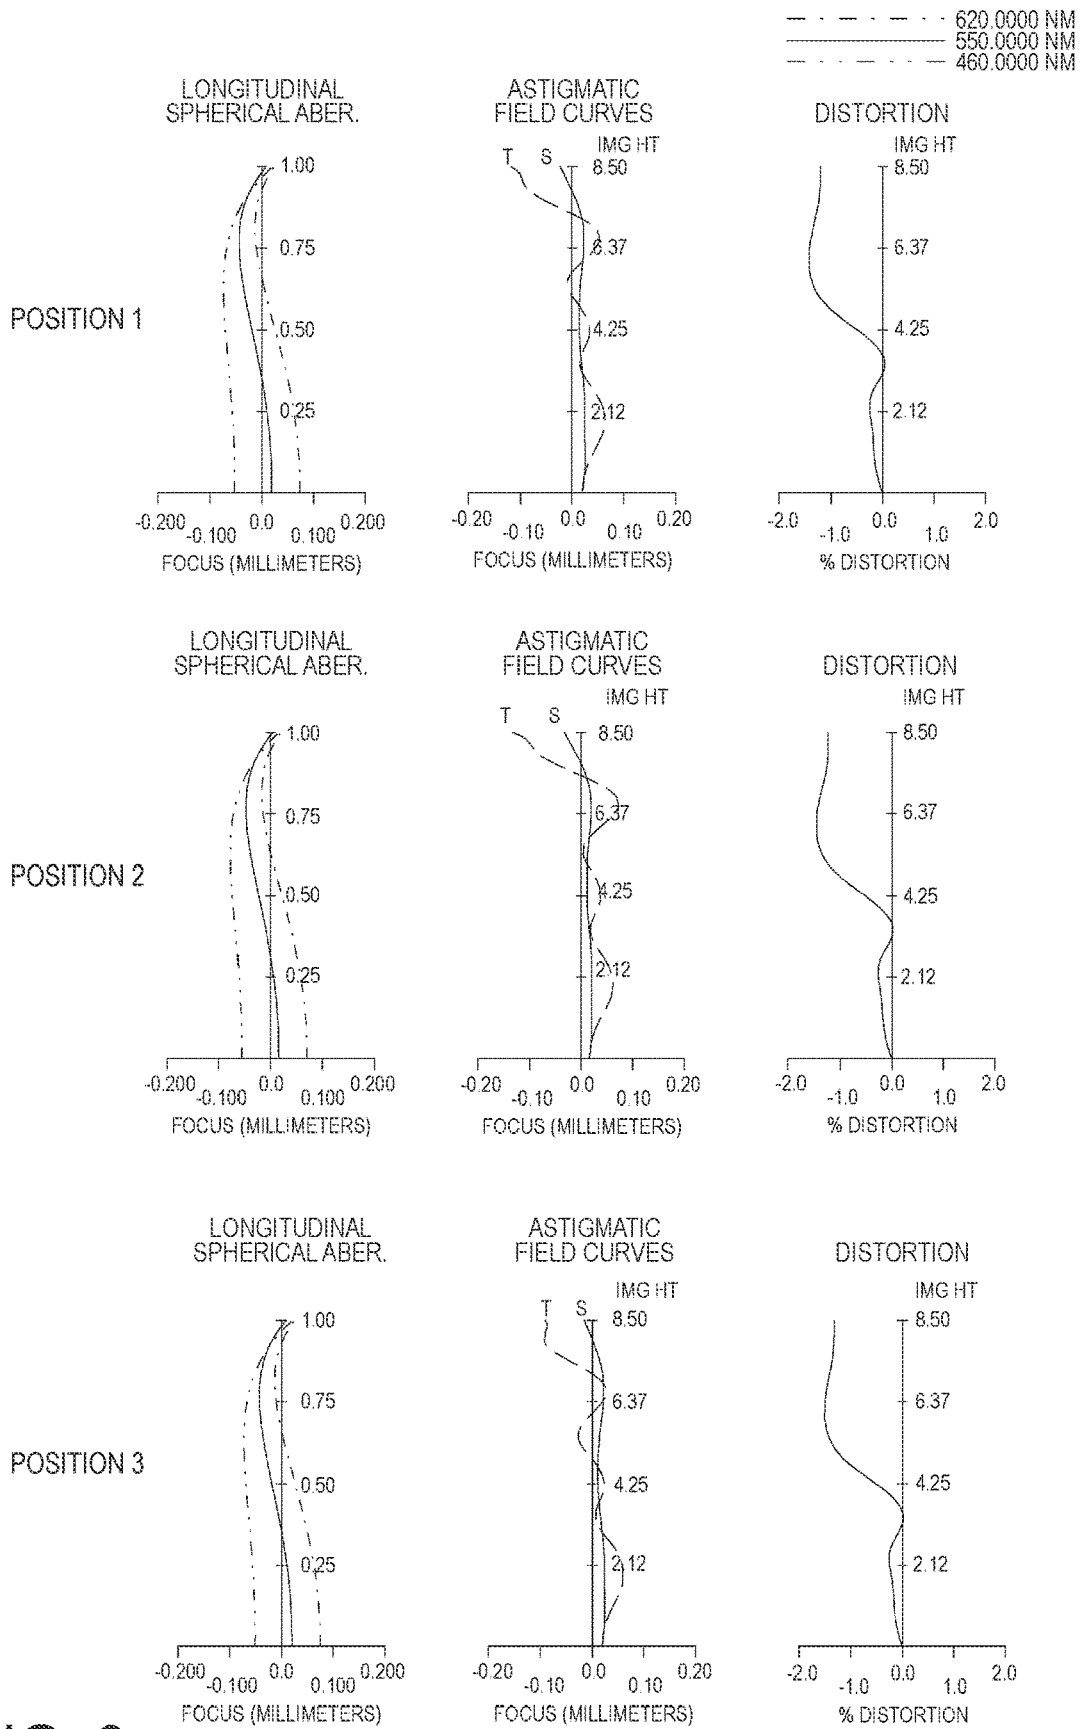 620.0000 NM
550.0000 NM
460.0000 NM
LONGITUDINAL
SPHERICAL ABER.
ASTIGMATIC
FIELD CURVES
DISTORTION
IMG HT
IMG HT
T S
1.00
8.50
8.50
0.75
6.37
6.37
POSITION 1
0.50
4.25
4.25
0.25
2.12
2.12
-0.200 0.0 0.200
-0.100 0.100
-0.20 0.0 0.20
-0.10 0.10
-2.0 0.0 2.0
-1.0 1.0
FOCUS (MILLIMETERS)
FOCUS (MILLIMETERS)
% DISTORTION
LONGITUDINAL
SPHERICAL ABER.
ASTIGMATIC
FIELD CURVES
DISTORTION
IMG HT
IMG HT
T S
1.00
8.50
8.50
0.75
6.37
6.37
POSITION 2
0.50
4.25
4.25
0.25
2.12
2.12
-0.200 0.0 0.200
-0.100 0.100
-0.20 0.0 0.20
-0.10 0.10
-2.0 0.0 2.0
-1.0 1.0
FOCUS (MILLIMETERS)
FOCUS (MILLIMETERS)
% DISTORTION
LONGITUDINAL
SPHERICAL ABER.
ASTIGMATIC
FIELD CURVES
DISTORTION
IMG HT
IMG HT
T S
1.00
8.50
8.50
0.75
6.37
6.37
POSITION 3
0.50
4.25
4.25
0.25
2.12
2.12
-0.200 0.0 0.200
-0.100 0.100
-0.20 0.0 0.20
-0.10 0.10
-2.0 0.0 2.0
-1.0 1.0
FOCUS (MILLIMETERS)
FOCUS (MILLIMETERS)
% DISTORTION